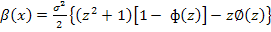 β(x) = σ²/2 {(z² + 1)[1 − ф(z)] − zØ(z)}